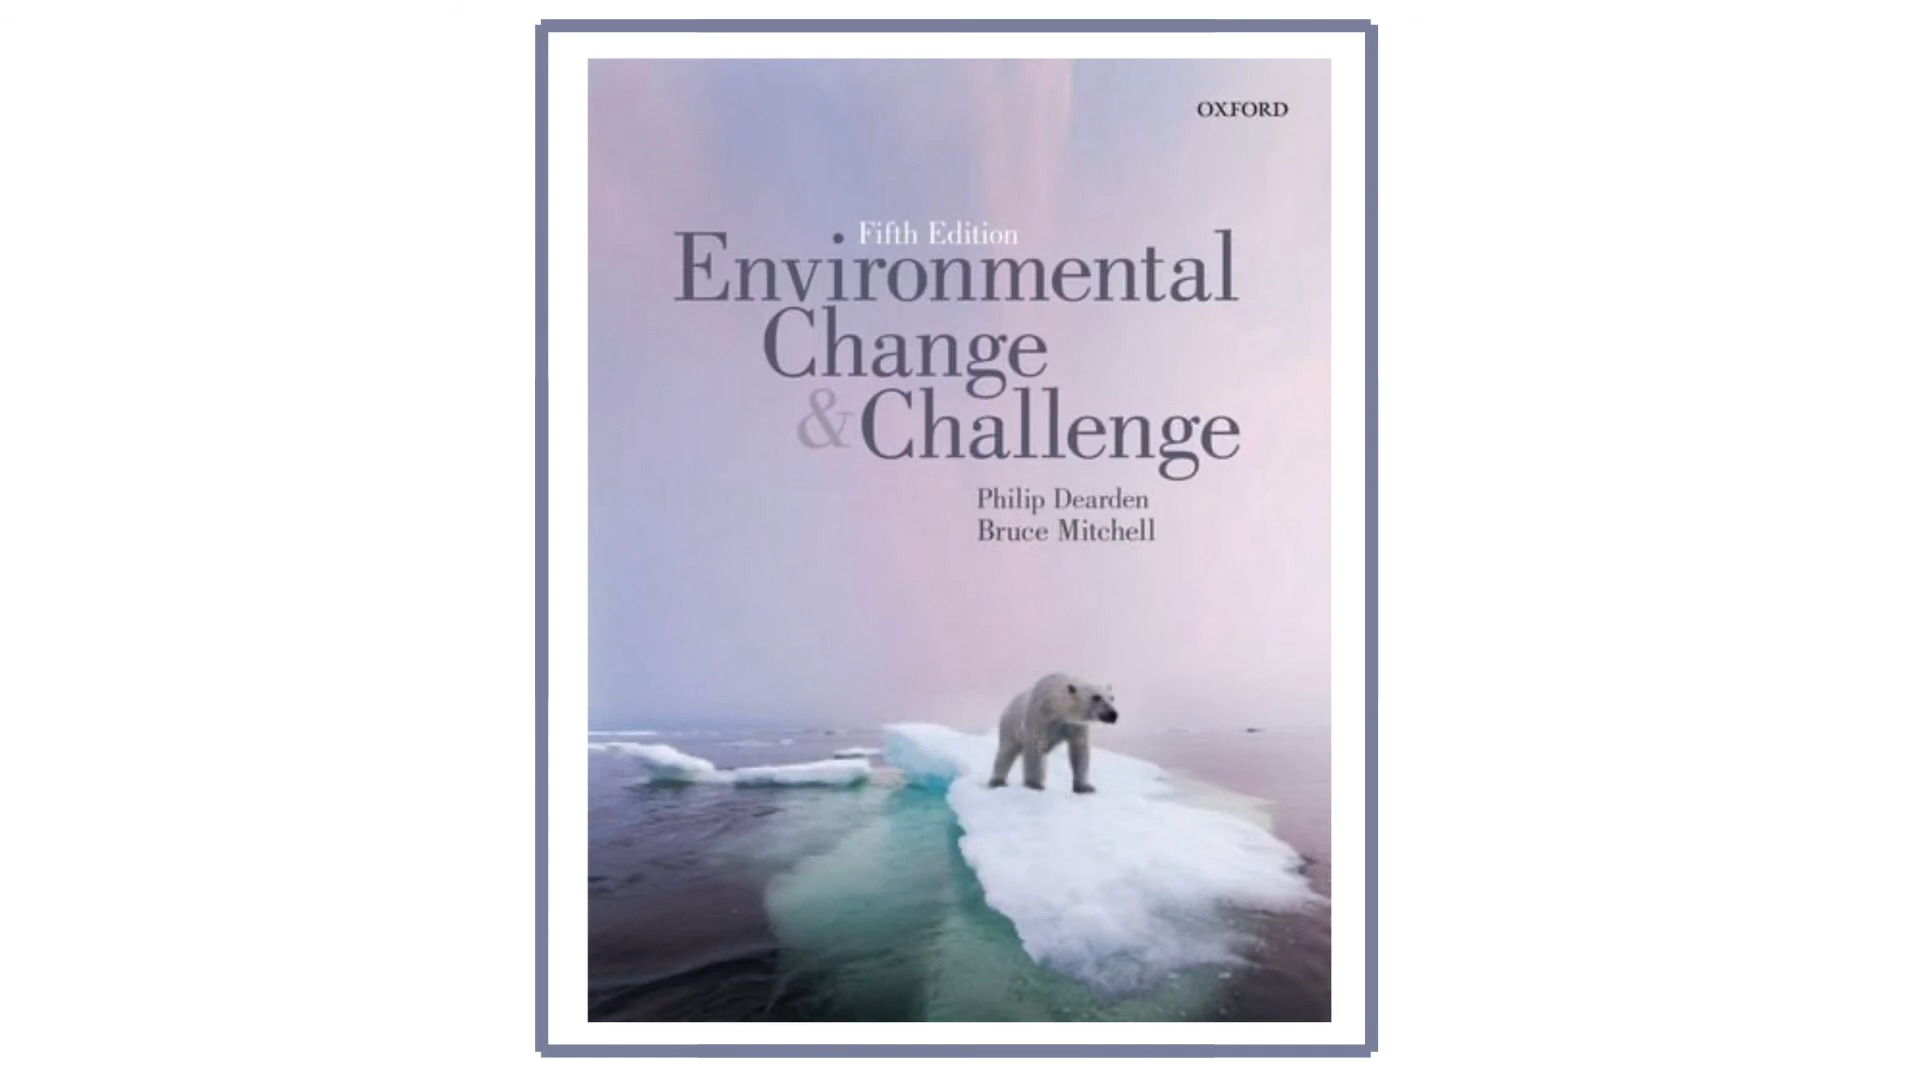 OXFORD
Fifth Edition
Environmental
Change
& Challenge
Philip Dearden
Bruce Mitchell